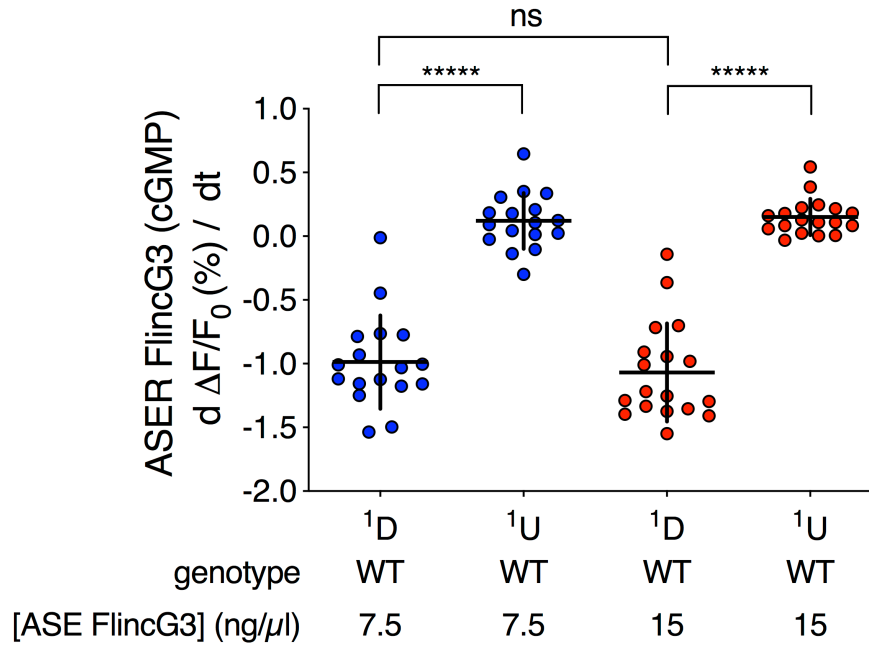 ns
***** *****
ASER FlincG3 (cGMP)
d ΔF/F₀ (%) / dt
1.0
0.5
0.0
-0.5
-1.0
-1.5
-2.0
¹D ¹U ¹D ¹U
genotype WT WT WT WT
[ASE FlincG3] (ng/µl) 7.5 7.5 15 15